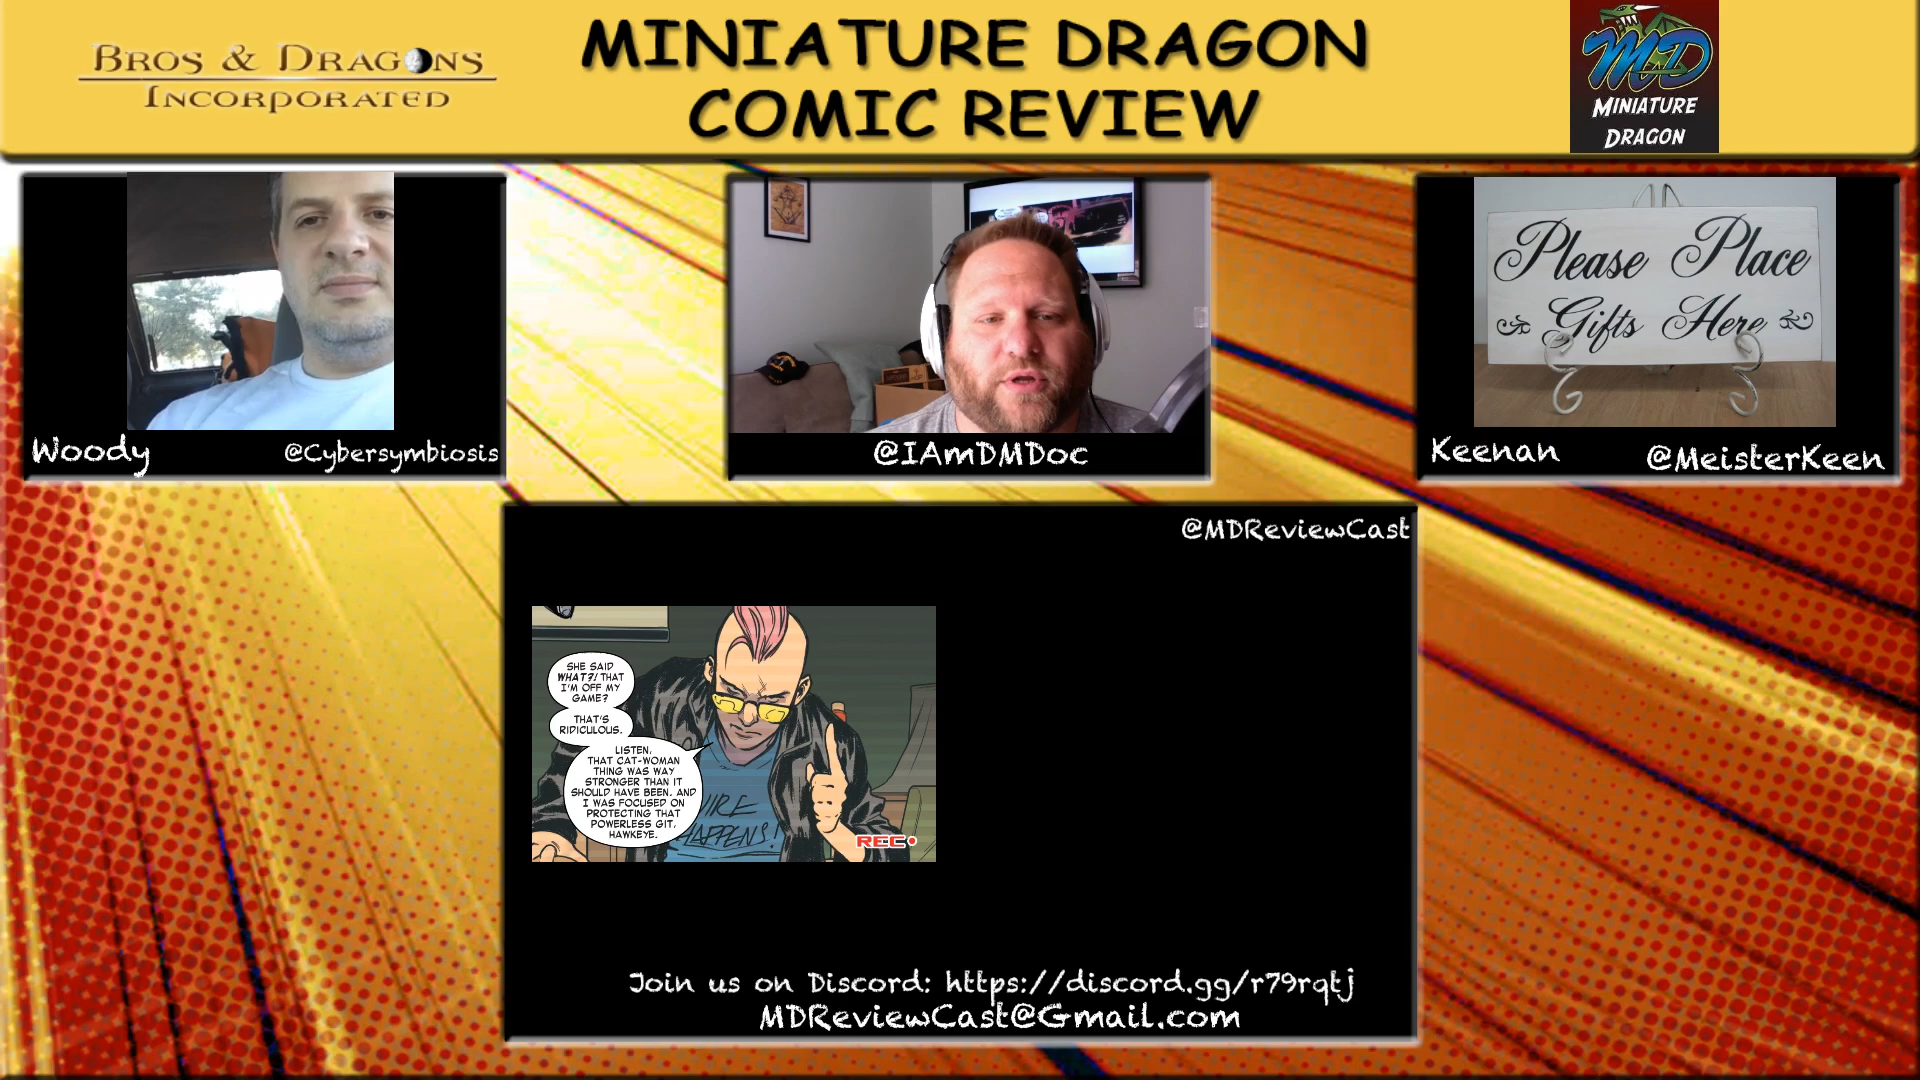 BROS & DRAGONS
INCORPORATED
MINIATURE DRAGON
COMIC REVIEW
MD
MINIATURE
DRAGON
Please Place
Gifts Here
Woody
@Cybersymbiosis
@IAmDMDoc
Keenan
@MeisterKeen
@MDReviewCast
SHE SAID
WHAT?! THAT
I'M OFF MY
GAME?
THAT'S
RIDICULOUS.
LISTEN,
THAT CAT-WOMAN
THING WAS WAY
STRONGER THAN IT
SHOULD HAVE BEEN. AND
I WAS FOCUSED ON
PROTECTING THAT
POWERLESS GIT,
HAWKEYE.
REC
Join us on Discord: https://discord.gg/r79rqtj
MDReviewCast@Gmail.com